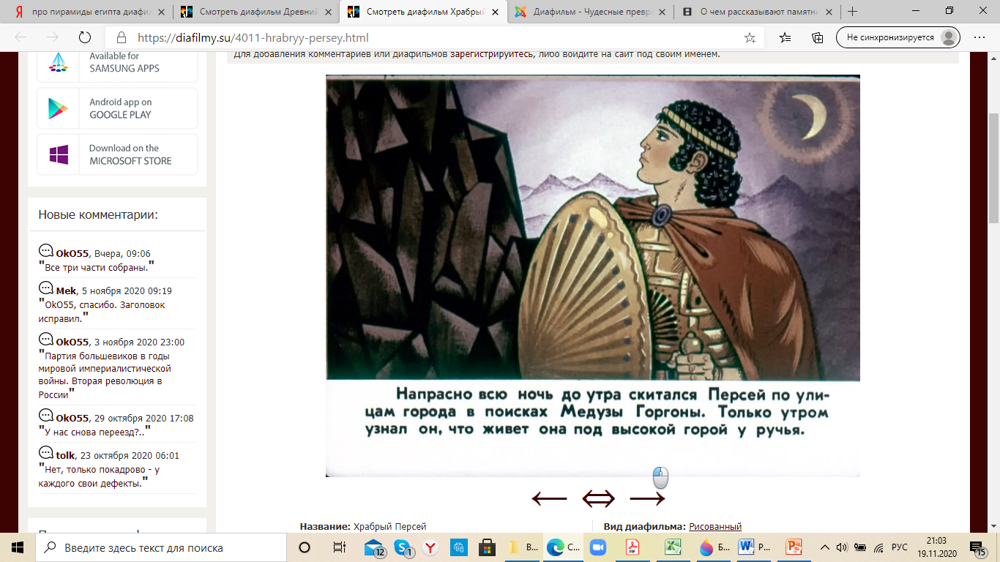 про пирамиды египта диафил
Смотреть диафильм Древний
Смотреть диафильм Храбрый
Диафильм - Чудесные превр
О чем рассказывают памятни
https://diafilmy.su/4011-hrabryy-persey.html
Не синхронизируется
Available for
SAMSUNG APPS
Android app on
GOOGLE PLAY
Download on the
MICROSOFT STORE
Новые комментарии:
OkO55, Вчера, 09:06
"Все три части собраны."
Mek, 5 ноября 2020 09:19
"OkO55, спасибо. Заголовок
исправил."
OkO55, 3 ноября 2020 23:00
"Партия большевиков в годы
мировой империалистической
войны. Вторая революция в
России"
OkO55, 29 октября 2020 17:08
"У нас снова переезд?.."
tolk, 23 октября 2020 06:01
"Нет, только покадрово - у
каждого свои дефекты."
Для добавления комментариев или диафильмов зарегистрируйтесь, либо войдите на сайт под своим именем.
Напрасно всю ночь до утра скитался Персей по ули-
цам города в поисках Медузы Горгоны. Только утром
узнал он, что живет она под высокой горой у ручья.
Название: Храбрый Персей
Вид диафильма: Рисованный
Введите здесь текст для поиска
12
1
В...
С...
Б...
Р...
Р...
РУС
21:03
19.11.2020
15